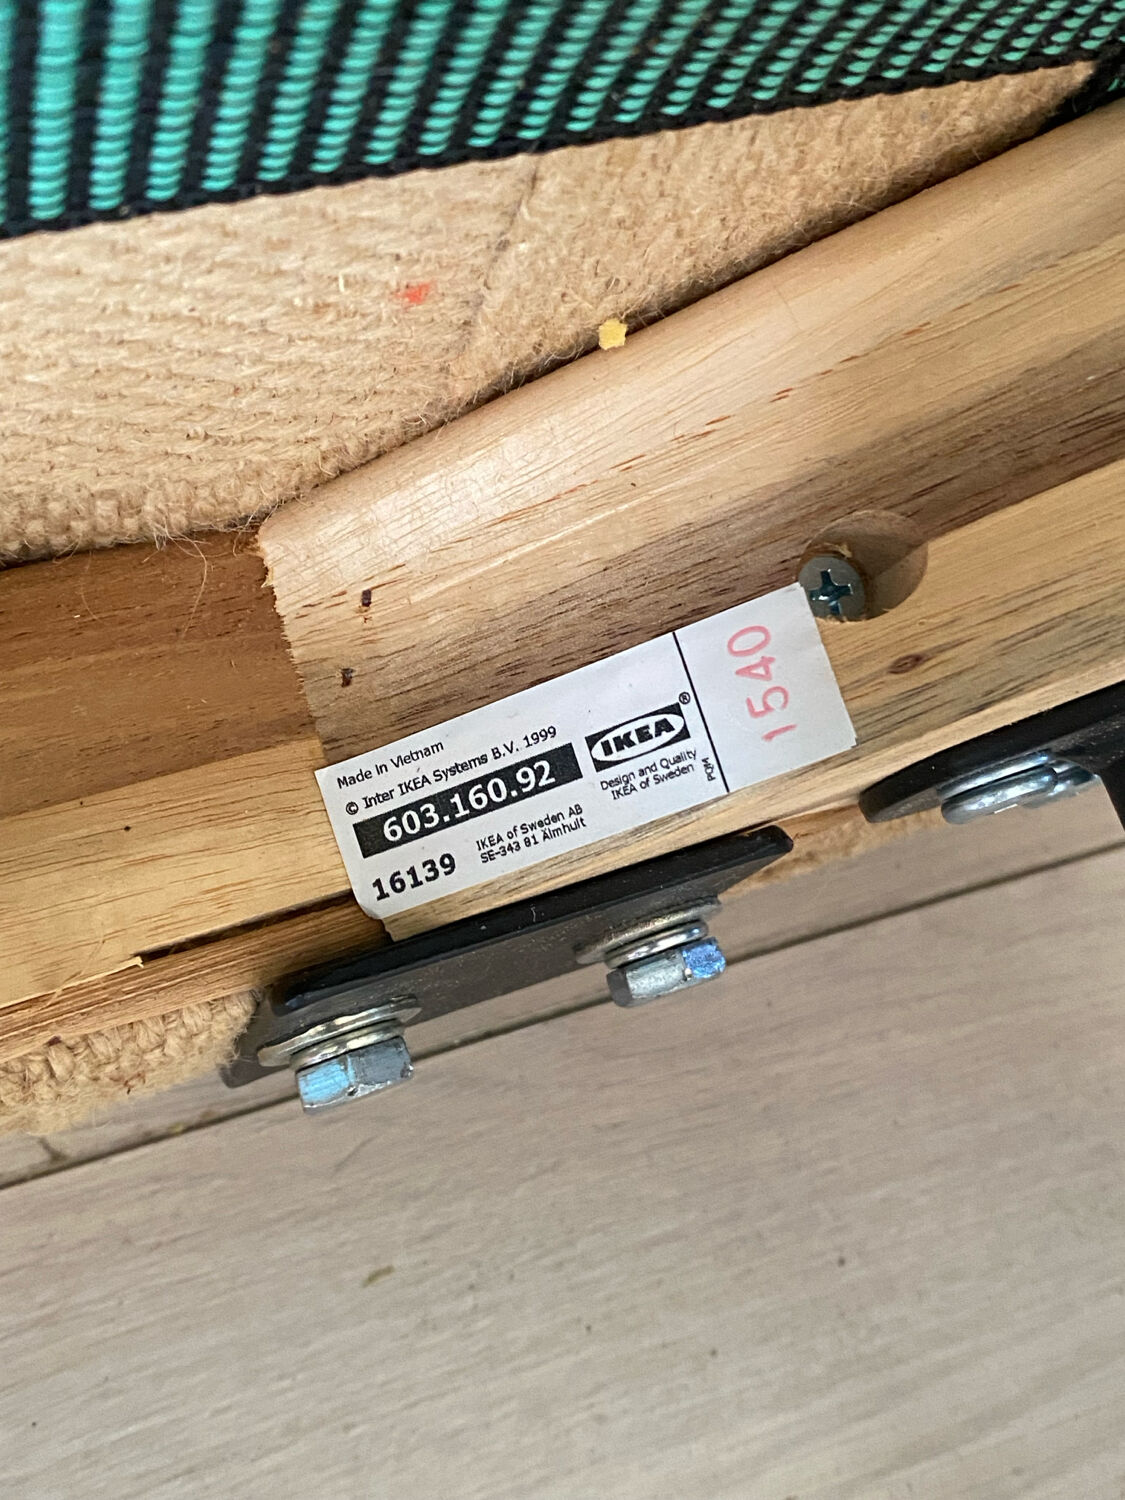 Made in Vietnam
© Inter IKEA Systems B.V. 1999
603.160.92
16139
IKEA of Sweden AB
SE-343 81 Älmhult
IKEA®
Design and Quality
IKEA of Sweden
PdM
1540